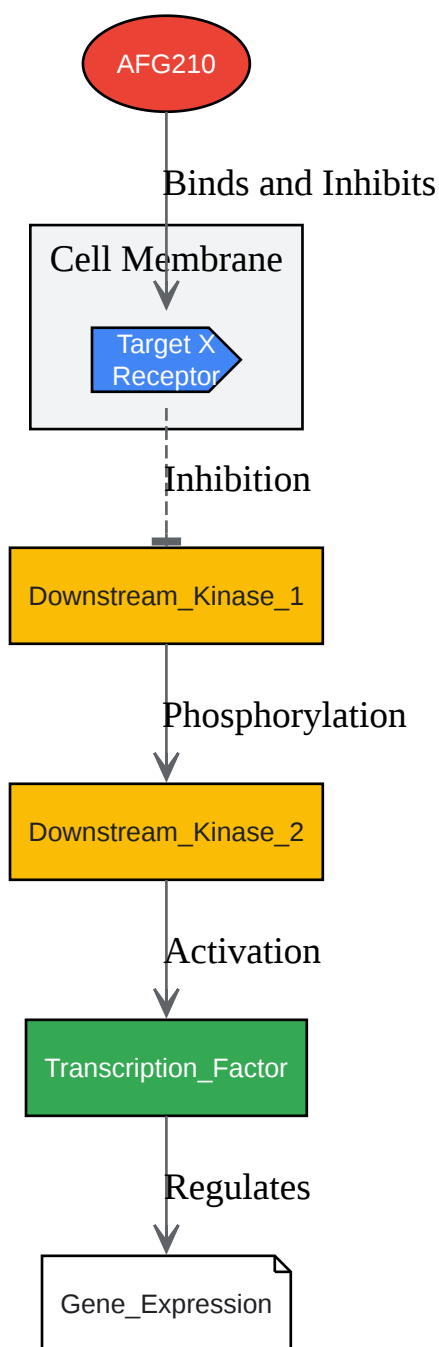 AFG210
Binds and Inhibits
Cell Membrane
Target X
Receptor
Inhibition
Downstream_Kinase_1
Phosphorylation
Downstream_Kinase_2
Activation
Transcription_Factor
Regulates
Gene_Expression